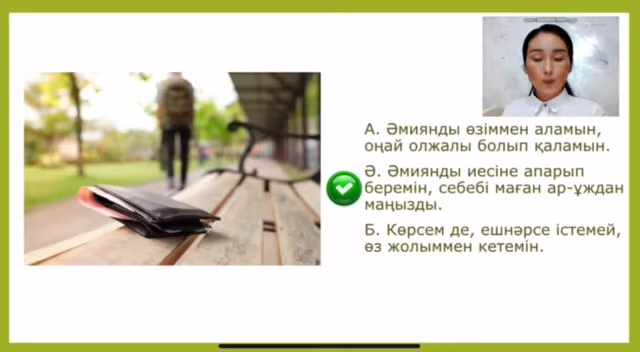 А. Әмиянды өзіммен аламын,
оңай олжалы болып қаламын.
Ә. Әмиянды иесіне апарып
беремін, себебі маған ар-ұждан
маңызды.
Б. Көрсем де, ешнәрсе істемей,
өз жолыммен кетемін.